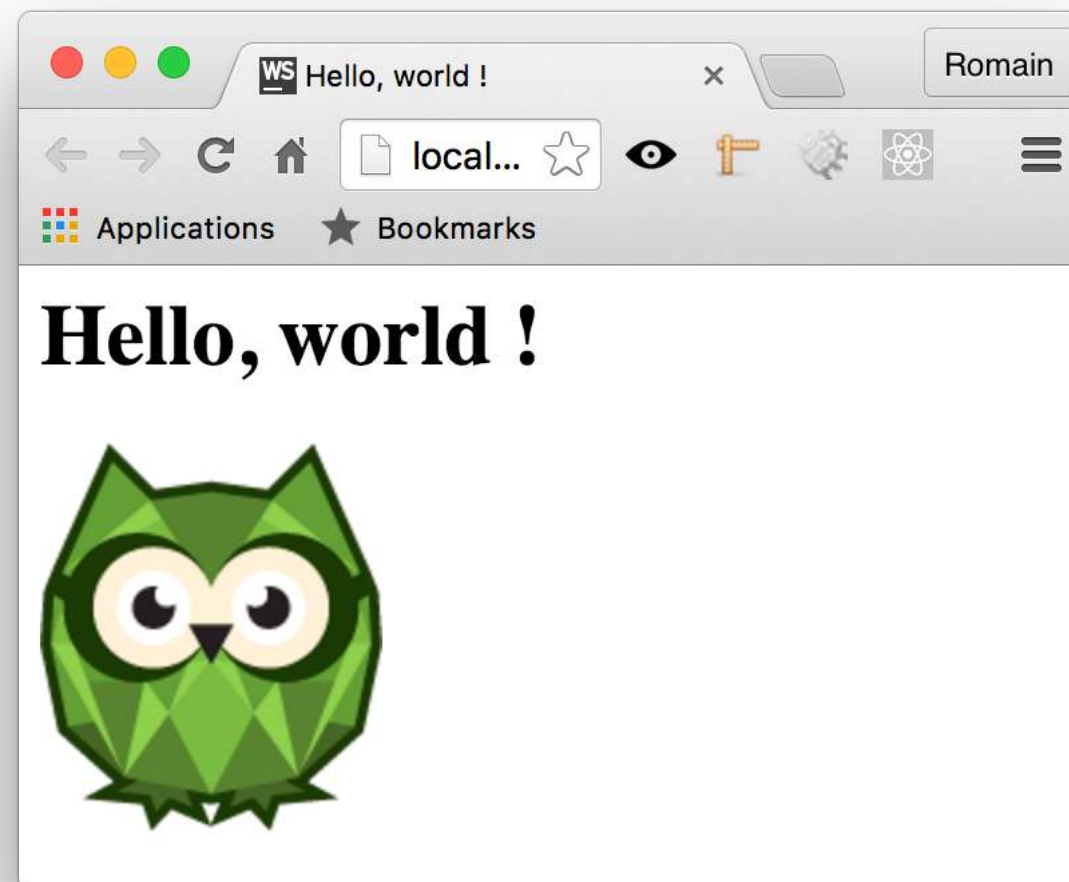 WS Hello, world !
Romain
local...
Applications
Bookmarks
Hello, world !